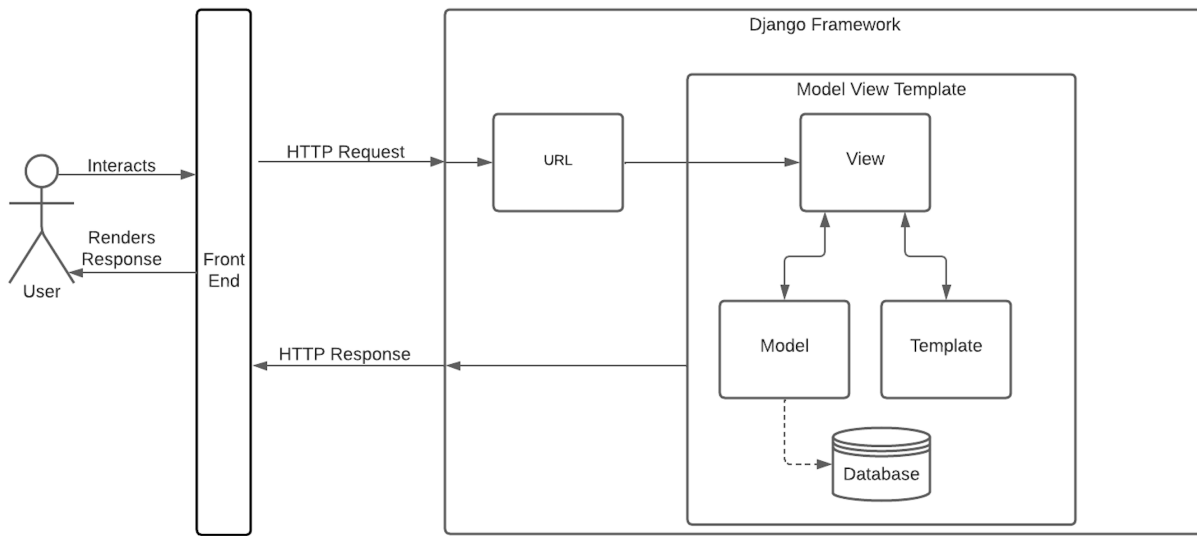 Django Framework
Model View Template
HTTP Request
URL
View
Interacts
Renders
Response
Front
End
User
HTTP Response
Model
Template
Database